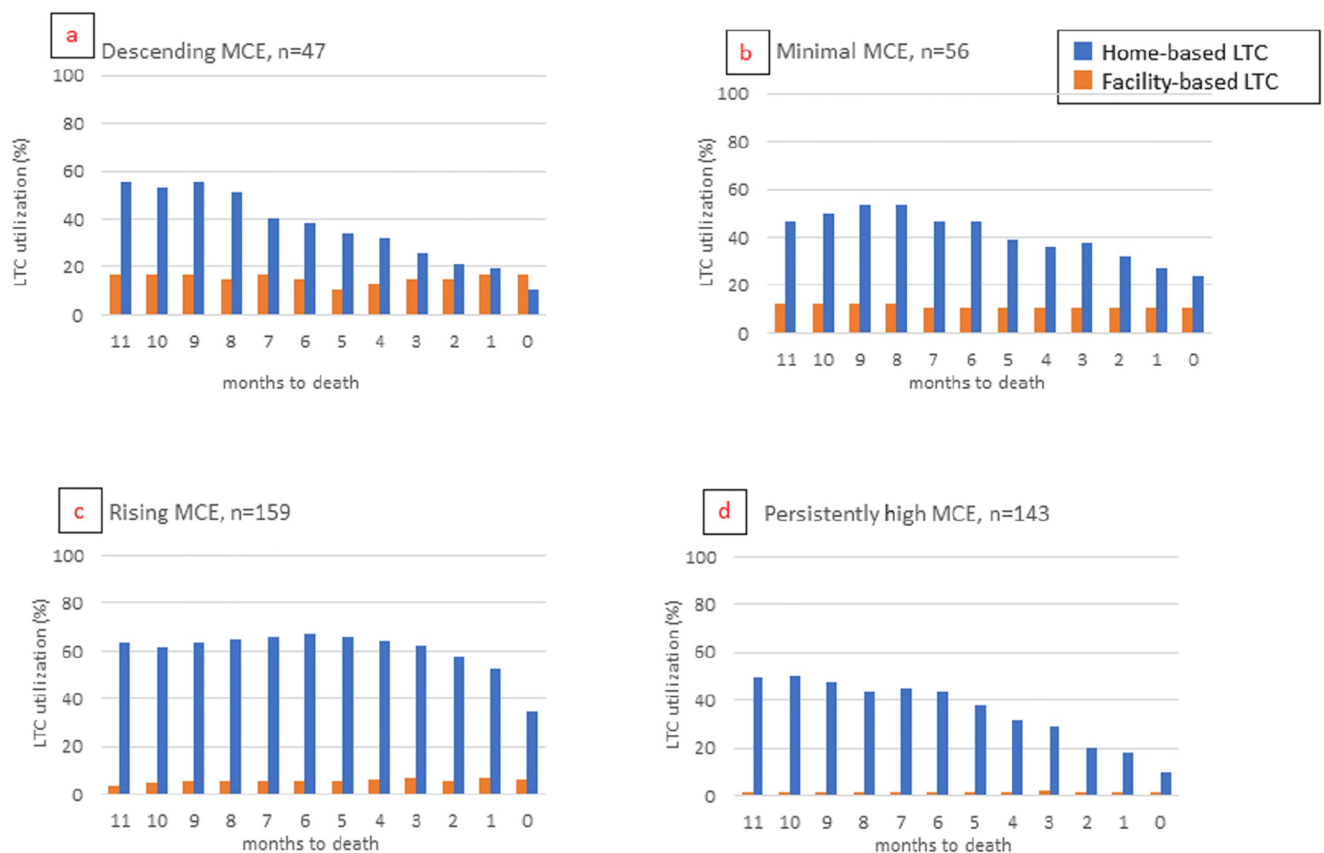 a Descending MCE, n=47
100
80
60
40
20
0
LTC utilization (%)
11 10 9 8 7 6 5 4 3 2 1 0
months to death
b Minimal MCE, n=56
Home-based LTC
Facility-based LTC
100
80
60
40
20
0
LTC utilization (%)
11 10 9 8 7 6 5 4 3 2 1 0
months to death
c Rising MCE, n=159
100
80
60
40
20
0
LTC utilization (%)
11 10 9 8 7 6 5 4 3 2 1 0
months to death
d Persistently high MCE, n=143
100
80
60
40
20
0
LTC utilization (%)
11 10 9 8 7 6 5 4 3 2 1 0
months to death